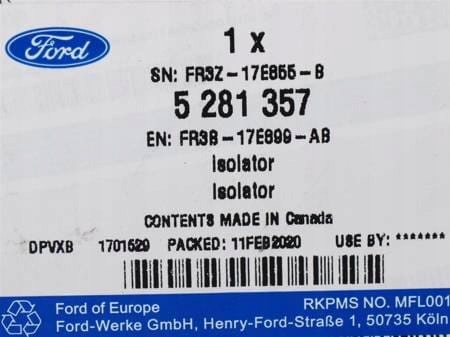 Ford
1 x
SN: FR3Z-17E855-B
5 281 357
EN: FR3B-17E899-AB
Isolator
Isolator
CONTENTS MADE IN Canada
DPVXB 1701529 PACKED: 11FEB2020 USE BY: *******
Ford of Europe RKPMS NO. MFL001
Ford-Werke GmbH, Henry-Ford-Straße 1, 50735 Köln